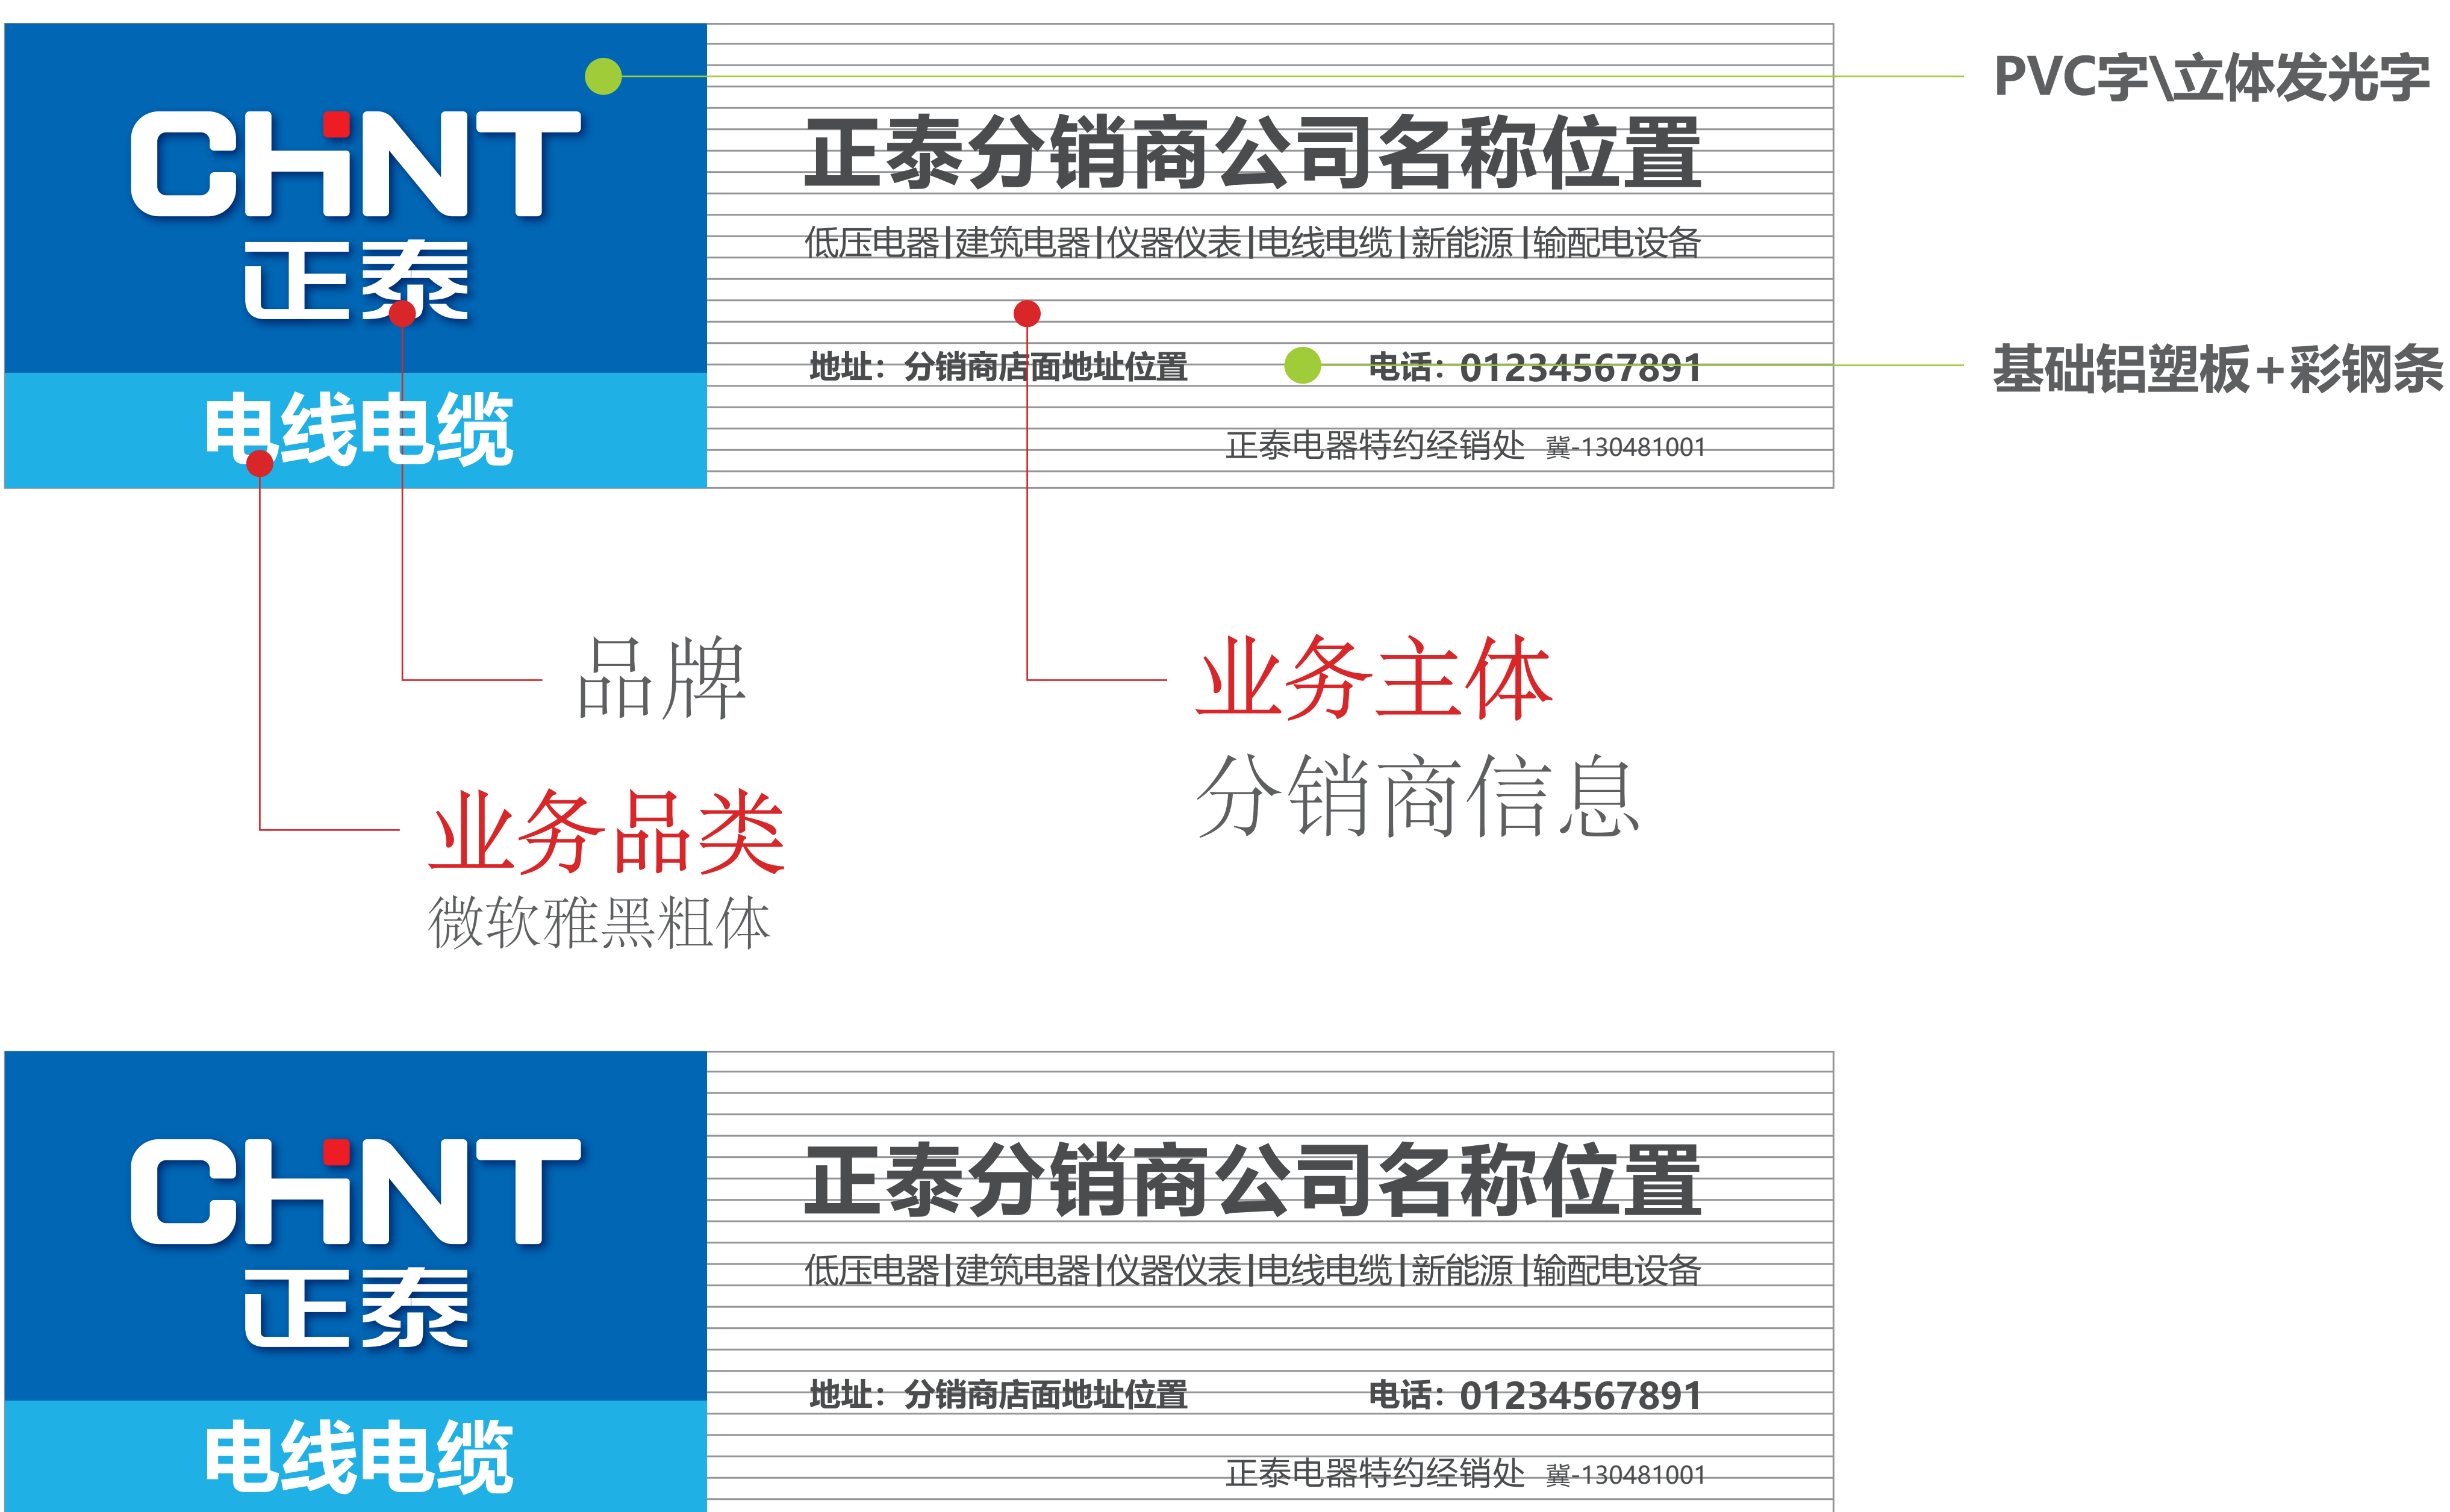 PVC字\立体发光字
CHNT
正泰
电线电缆
正泰分销商公司名称位置
低压电器|建筑电器|仪器仪表|电线电缆|新能源|输配电设备
地址：分销商店面地址位置 电话：01234567891
正泰电器特约经销处 冀-130481001
基础铝塑板+彩钢条
品牌
业务品类
微软雅黑粗体
业务主体
分销商信息
CHNT
正泰
电线电缆
正泰分销商公司名称位置
低压电器|建筑电器|仪器仪表|电线电缆|新能源|输配电设备
地址：分销商店面地址位置 电话：01234567891
正泰电器特约经销处 冀-130481001